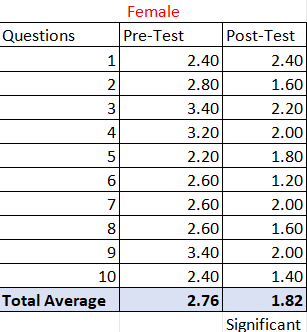 Female
Questions Pre-Test Post-Test
1 2.40 2.40
2 2.80 1.60
3 3.40 2.20
4 3.20 2.00
5 2.20 1.80
6 2.60 1.20
7 2.60 2.00
8 2.60 1.60
9 3.40 2.00
10 2.40 1.40
Total Average 2.76 1.82
Significant